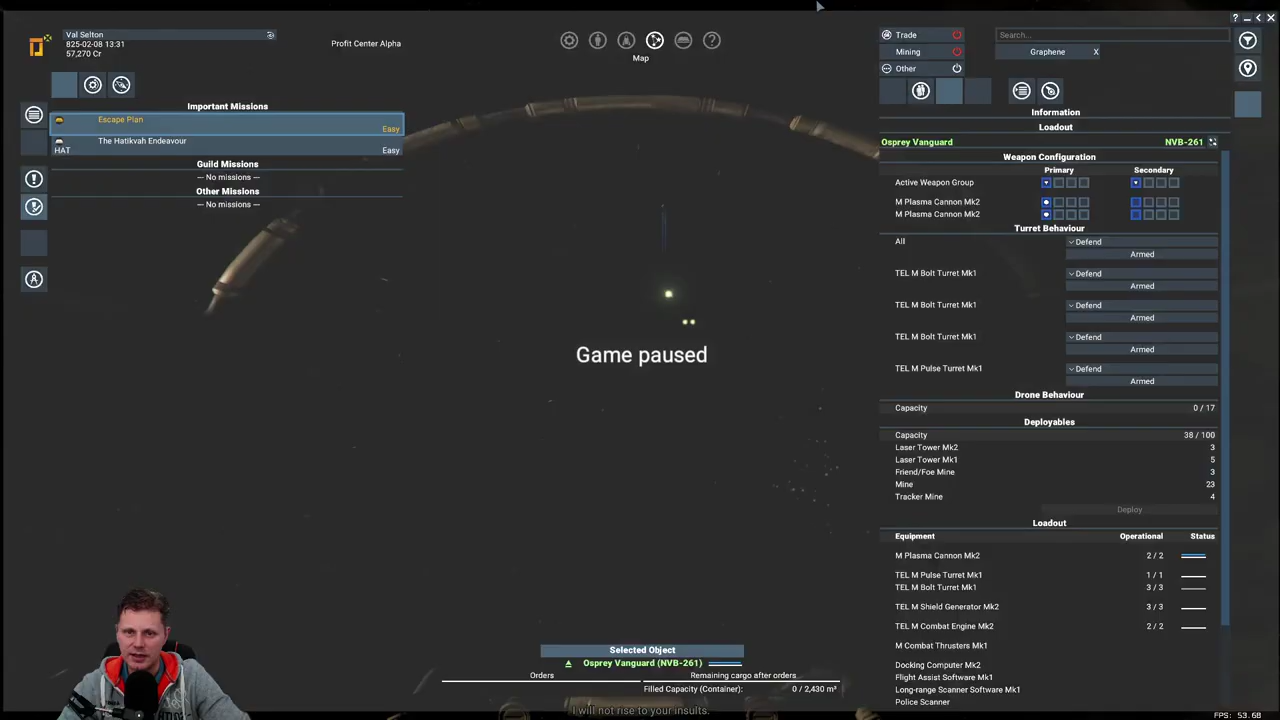 Val Selton
825-02-08 13:31
57,270 Cr
Profit Center Alpha
Map
Important Missions
Escape Plan
Easy
The Hatikvah Endeavour
HAT
Easy
Guild Missions
--- No missions ---
Other Missions
--- No missions ---
Game paused
Selected Object
Osprey Vanguard (NVB-261)
Orders
Remaining cargo after orders
Filled Capacity (Container):
0 / 2,430 m³
I will not rise to your insults.
Trade
Mining
Other
Search...
Graphene X
Information
Loadout
Osprey Vanguard NVB-261
Weapon Configuration
Primary Secondary
Active Weapon Group
M Plasma Cannon Mk2
M Plasma Cannon Mk2
Turret Behaviour
All Defend
Armed
TEL M Bolt Turret Mk1 Defend
Armed
TEL M Bolt Turret Mk1 Defend
Armed
TEL M Bolt Turret Mk1 Defend
Armed
TEL M Pulse Turret Mk1 Defend
Armed
Drone Behaviour
Capacity 0 / 17
Deployables
Capacity 38 / 100
Laser Tower Mk2 3
Laser Tower Mk1 5
Friend/Foe Mine 3
Mine 23
Tracker Mine 4
Deploy
Loadout
Equipment Operational Status
M Plasma Cannon Mk2 2 / 2
TEL M Pulse Turret Mk1 1 / 1
TEL M Bolt Turret Mk1 3 / 3
TEL M Shield Generator Mk2 3 / 3
TEL M Combat Engine Mk2 2 / 2
M Combat Thrusters Mk1
Docking Computer Mk2
Flight Assist Software Mk1
Long-range Scanner Software Mk1
Police Scanner
FPS: 53.68